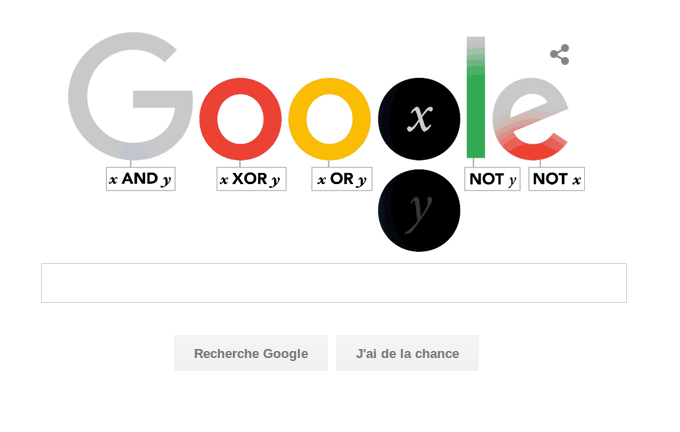 Google
x
x AND y
x XOR y
x OR y
NOT y
NOT x
y
Recherche Google
J'ai de la chance